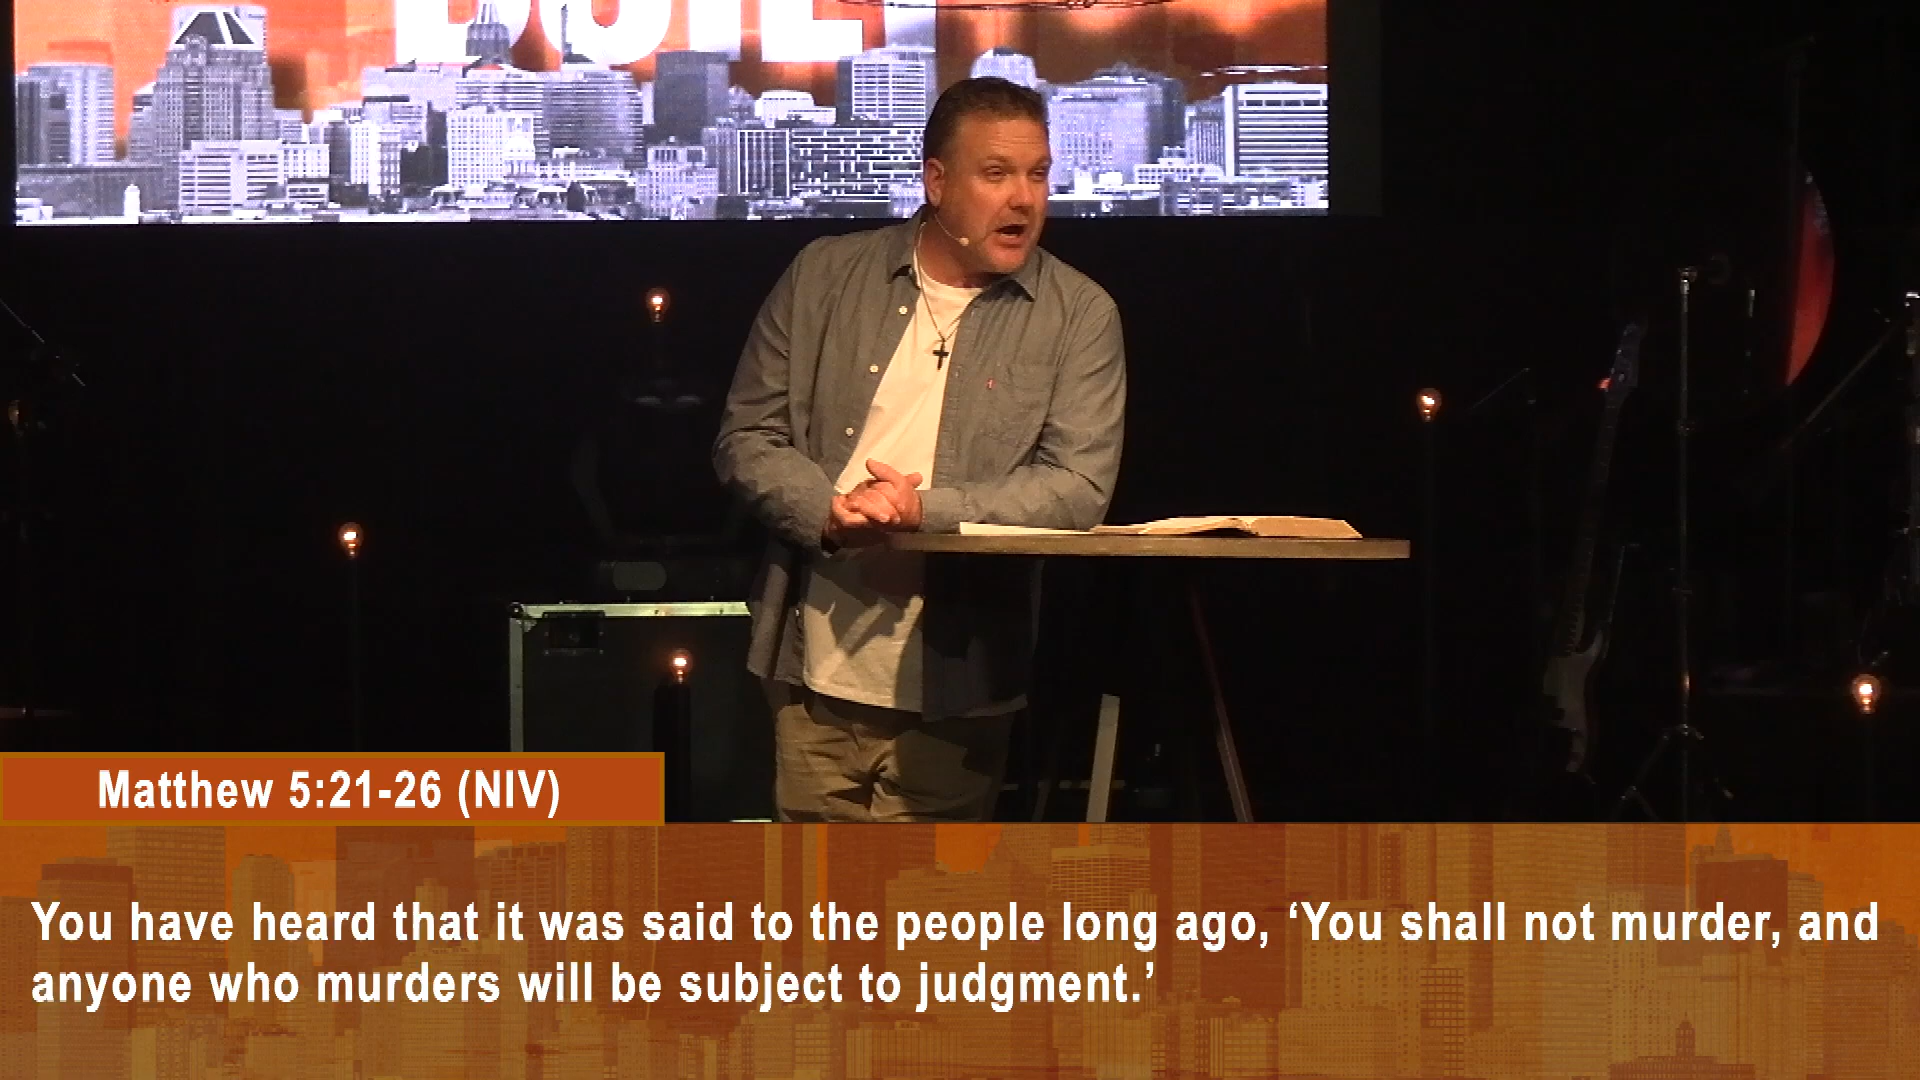 BUILT
Matthew 5:21-26 (NIV)
You have heard that it was said to the people long ago, ‘You shall not murder, and
anyone who murders will be subject to judgment.’